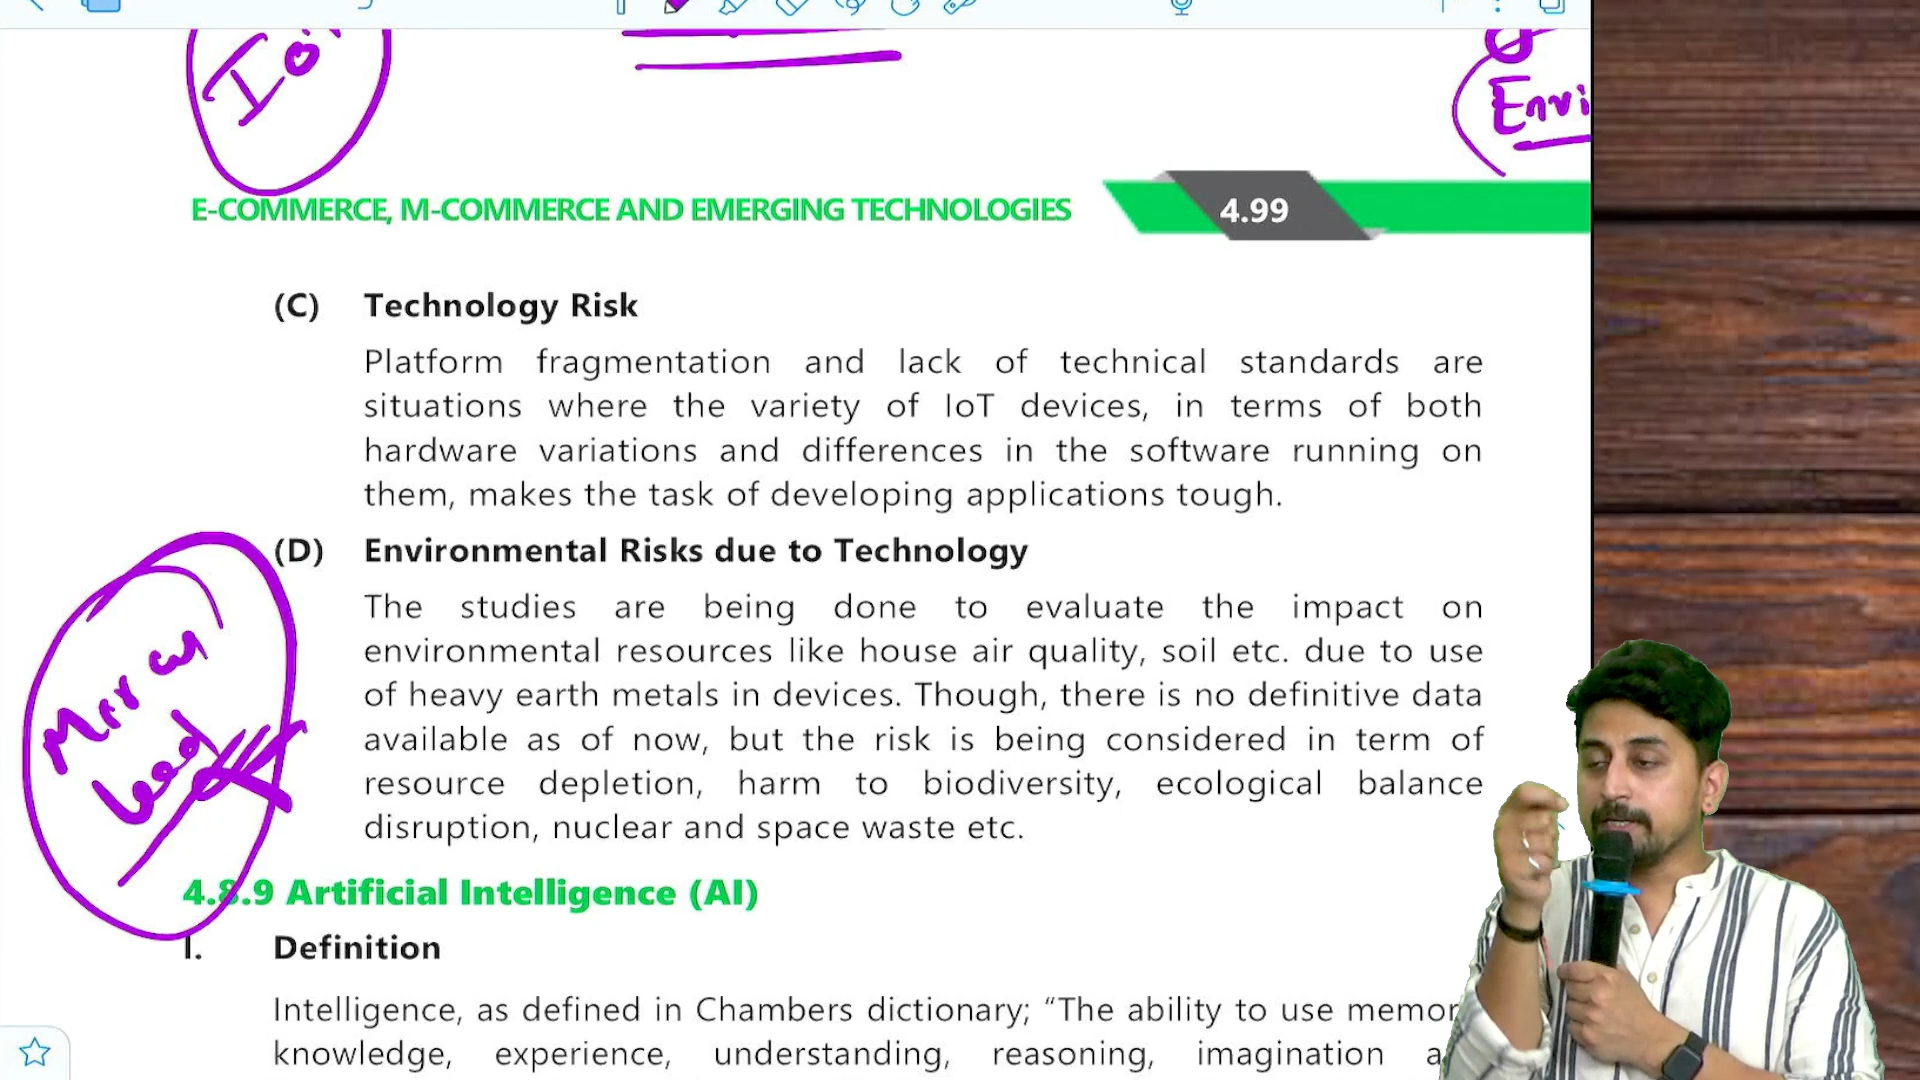 Envi
E-COMMERCE, M-COMMERCE AND EMERGING TECHNOLOGIES
4.99
(C) Technology Risk
Platform fragmentation and lack of technical standards are
situations where the variety of IoT devices, in terms of both
hardware variations and differences in the software running on
them, makes the task of developing applications tough.
(D) Environmental Risks due to Technology
The studies are being done to evaluate the impact on
environmental resources like house air quality, soil etc. due to use
of heavy earth metals in devices. Though, there is no definitive data
available as of now, but the risk is being considered in term of
resource depletion, harm to biodiversity, ecological balance
disruption, nuclear and space waste etc.
Lead
4.8.9 Artificial Intelligence (AI)
I. Definition
Intelligence, as defined in Chambers dictionary; “The ability to use memor
knowledge, experience, understanding, reasoning, imagination a